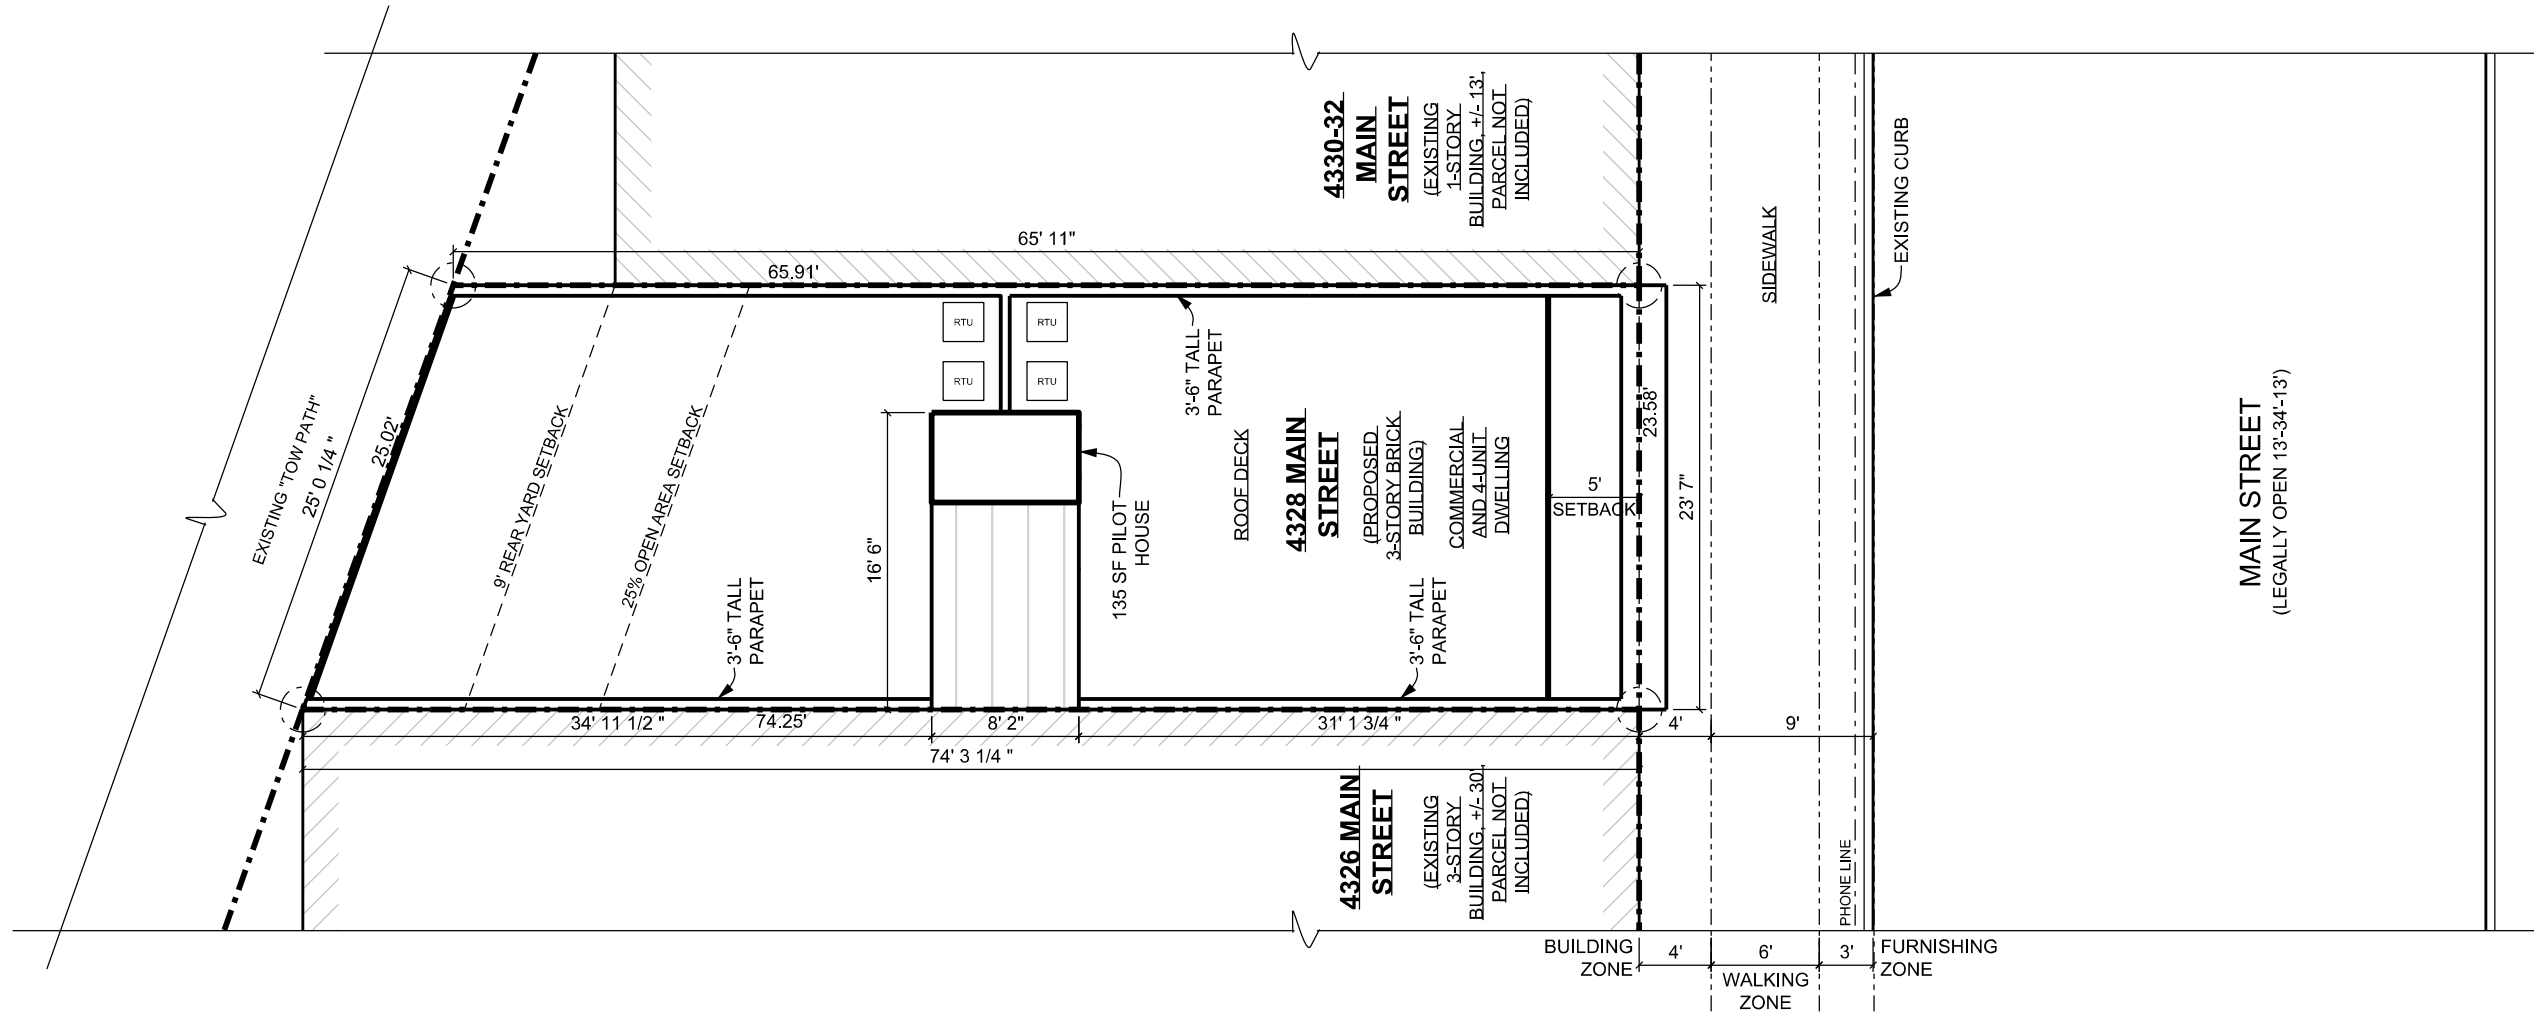 4330-32
MAIN
STREET
(EXISTING
1-STORY
BUILDING, +/- 13',
PARCEL NOT
INCLUDED)
EXISTING CURB
SIDEWALK
65' 11"
65.91'
RTU
RTU
RTU
RTU
3'-6" TALL
PARAPET
EXISTING "TOW PATH"
25' 0 1/4 "
25.02'
9' REAR YARD SETBACK
25% OPEN AREA SETBACK
16' 6"
135 SF PILOT
HOUSE
ROOF DECK
4328 MAIN
STREET
(PROPOSED
3-STORY BRICK
BUILDING)
COMMERCIAL
AND 4-UNIT
DWELLING
5'
SETBACK
23.58'
23' 7"
MAIN STREET
(LEGALLY OPEN 13'-34'-13')
3'-6" TALL
PARAPET
3'-6" TALL
PARAPET
34' 11 1/2 "
74.25'
8' 2"
31' 1 3/4 "
4'
9'
74' 3 1/4 "
4326 MAIN
STREET
(EXISTING
3-STORY
BUILDING, +/- 30',
PARCEL NOT
INCLUDED)
PHONE LINE
BUILDING
ZONE
4'
6'
3'
FURNISHING
ZONE
WALKING
ZONE